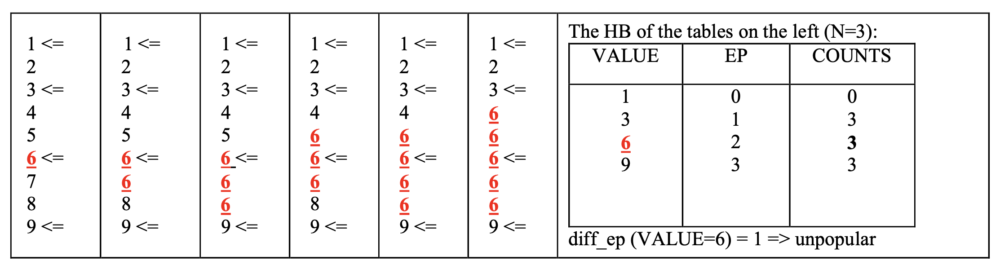 1 <= 1 <= 1 <= 1 <= 1 <= 1 <=
2 2 2 2 2 2
3 <= 3 <= 3 <= 3 <= 3 <= 3 <=
4 4 4 4 4 6
5 5 5 6 6 6
6 <= 6 <= 6 <= 6 <= 6 <= 6 <=
7 6 6 6 6 6
8 8 6 8 6 6
9 <= 9 <= 9 <= 9 <= 9 <= 9 <=
The HB of the tables on the left (N=3):
VALUE EP COUNTS
1 0 0
3 1 3
6 2 3
9 3 3
diff_ep (VALUE=6) = 1 => unpopular